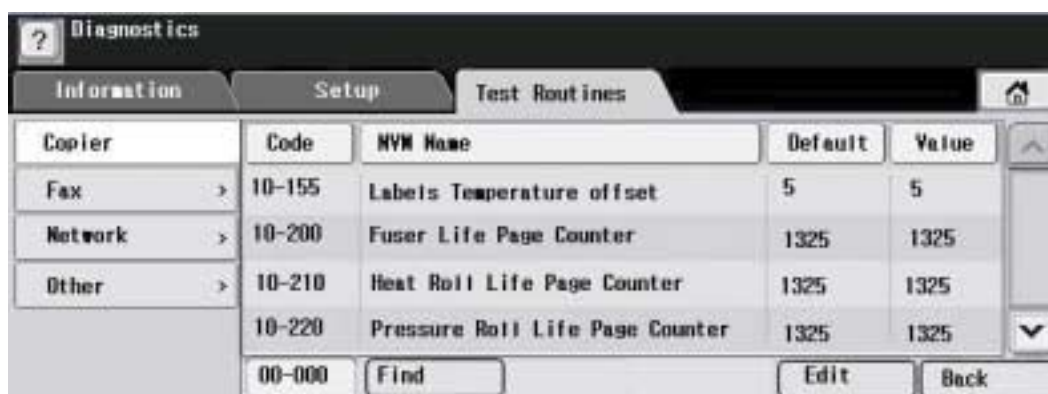 ? Diagnostics
Information Setup Test Routines
Copier Code NVM Name Default Value
Fax > 10-155 Labels Temperature offset 5 5
Network > 10-200 Fuser Life Page Counter 1325 1325
Other > 10-210 Heat Roll Life Page Counter 1325 1325
10-220 Pressure Roll Life Page Counter 1325 1325
00-000 Find Edit Back